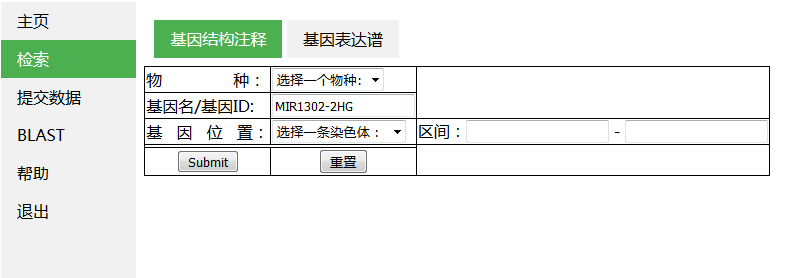 主页
检索
提交数据
BLAST
帮助
退出
基因结构注释 基因表达谱
物 种： 选择一个物种:
基因名/基因ID: MIR1302-2HG
基 因 位 置： 选择一条染色体： 区间： -
Submit 重置